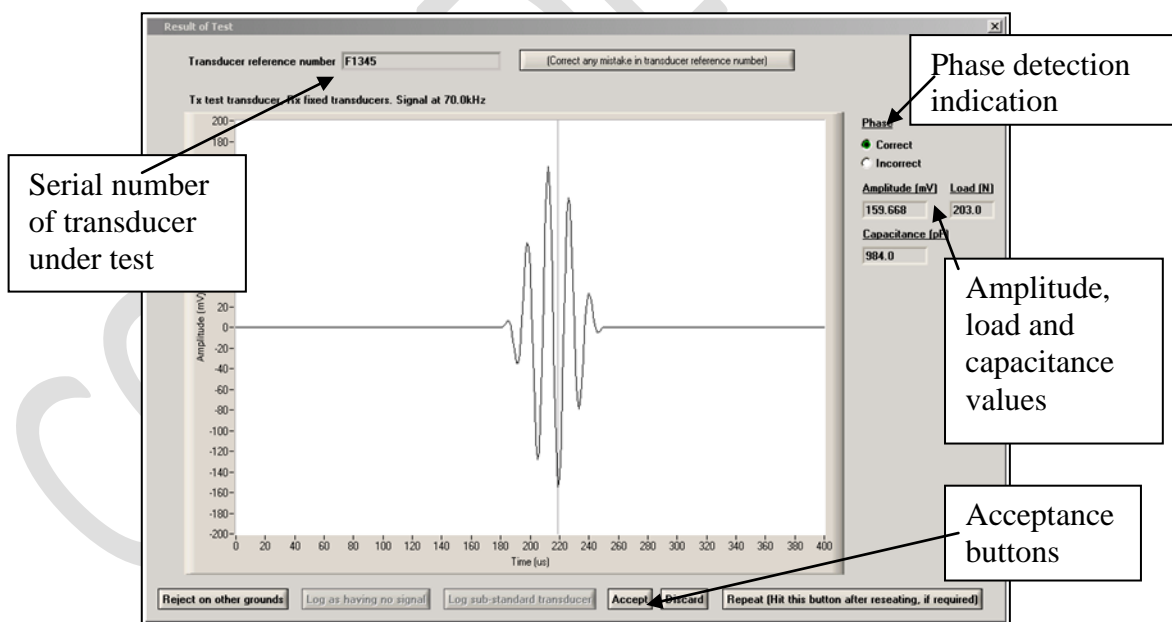 Result of Test
Transducer reference number F1345 (Correct any mistake in transducer reference number)
Phase detection
indication
Tx test transducer. Rx fixed transducers. Signal at 70.0kHz
Serial number
of transducer
under test
200
180
20
0
-20
-40
-60
-80
-100
-120
-140
-160
-180
-200
Amplitude (mV)
0 20 40 60 80 100 120 140 160 180 200 220 240 260 280 300 320 340 360 380 400
Time (us)
Phase
Correct
Incorrect
Amplitude (mV) Load (N)
159.668 203.0
Capacitance (pF)
984.0
Amplitude,
load and
capacitance
values
Acceptance
buttons
Reject on other grounds Log as having no signal Log sub-standard transducer Accept Discard Repeat (Hit this button after reseating, if required)